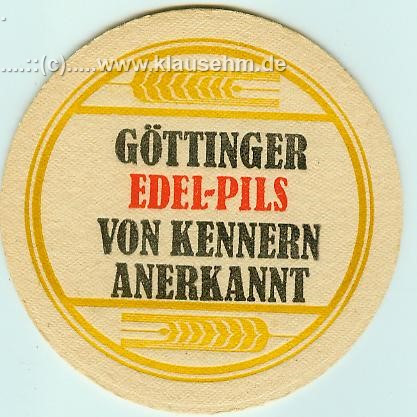 .....::(c).....www.klausehm.de
GÖTTINGER
EDEL-PILS
VON KENNERN
ANERKANNT